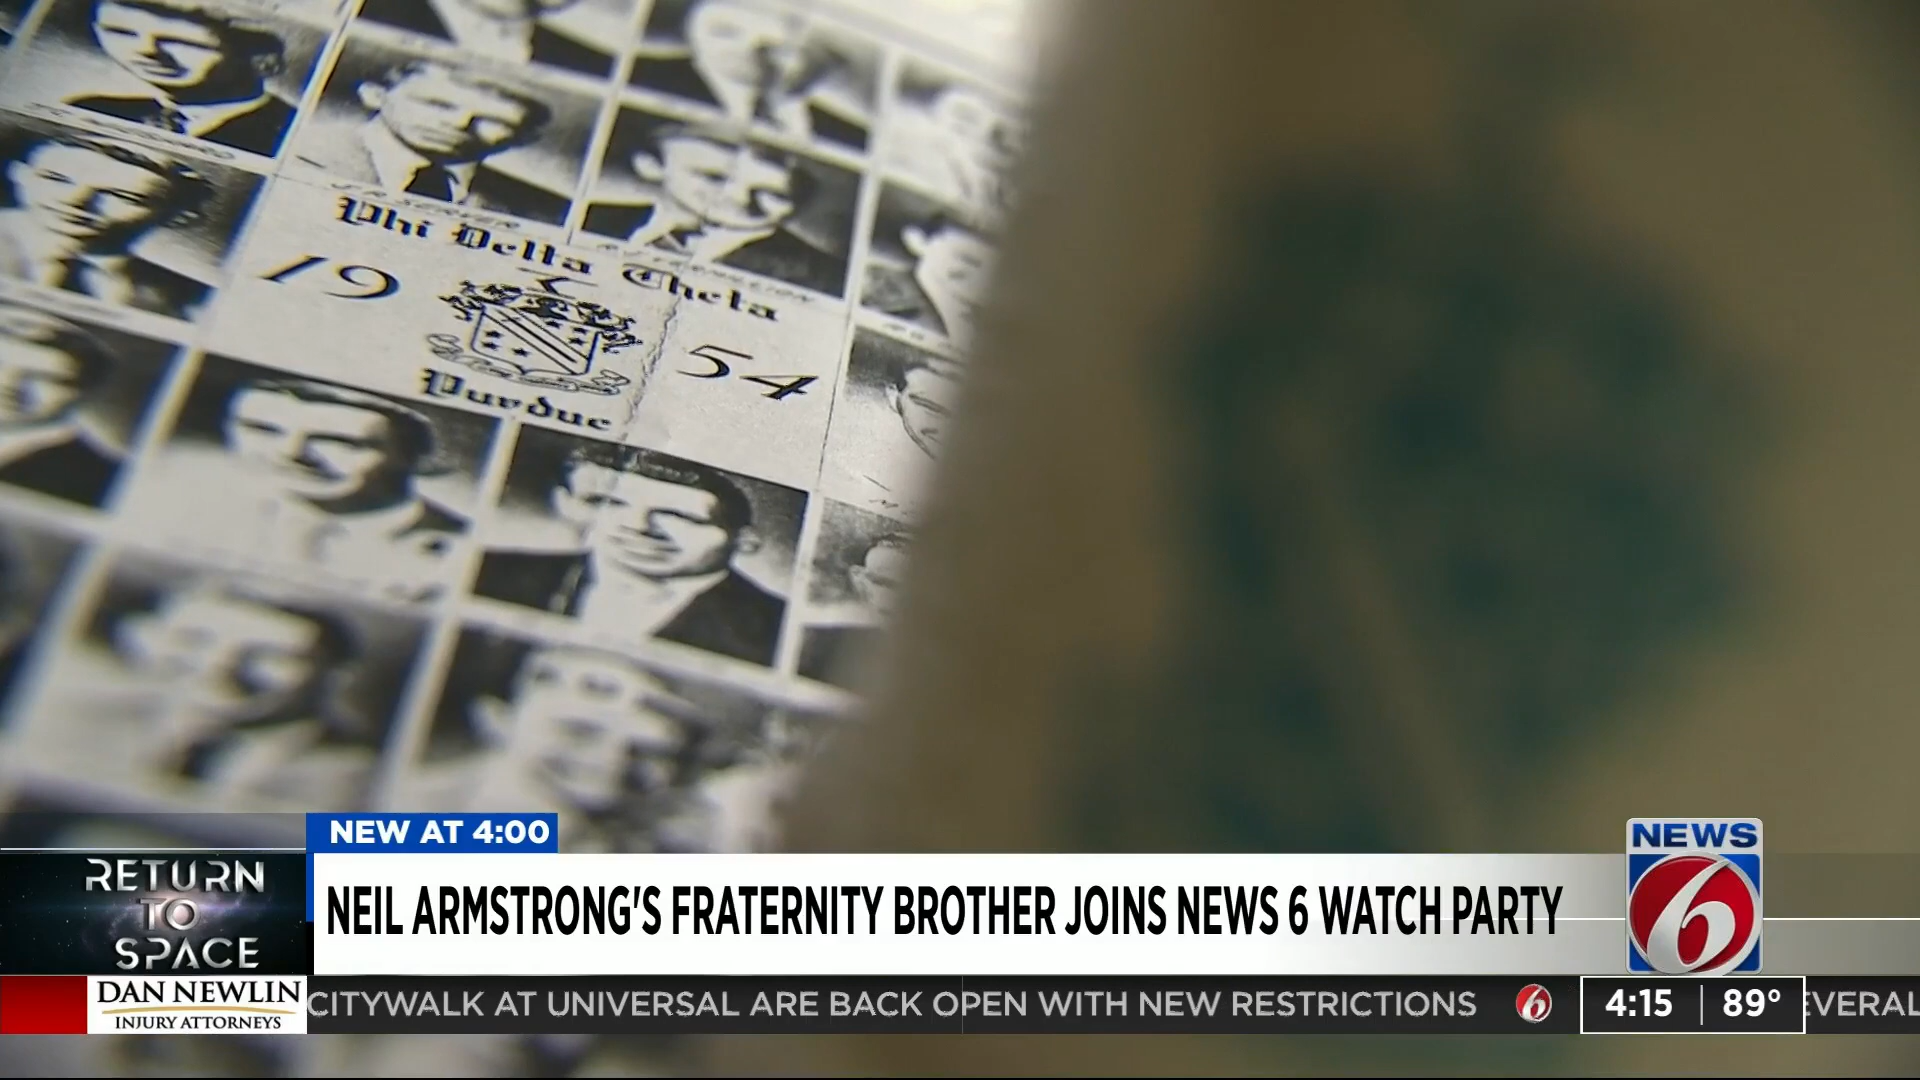 Phi Delta Theta
19 54
Purdue
NEW AT 4:00
RETURN
TO
SPACE
NEIL ARMSTRONG'S FRATERNITY BROTHER JOINS NEWS 6 WATCH PARTY
NEWS
6
DAN NEWLIN
INJURY ATTORNEYS
CITYWALK AT UNIVERSAL ARE BACK OPEN WITH NEW RESTRICTIONS
6
4:15 89°
EVERAL